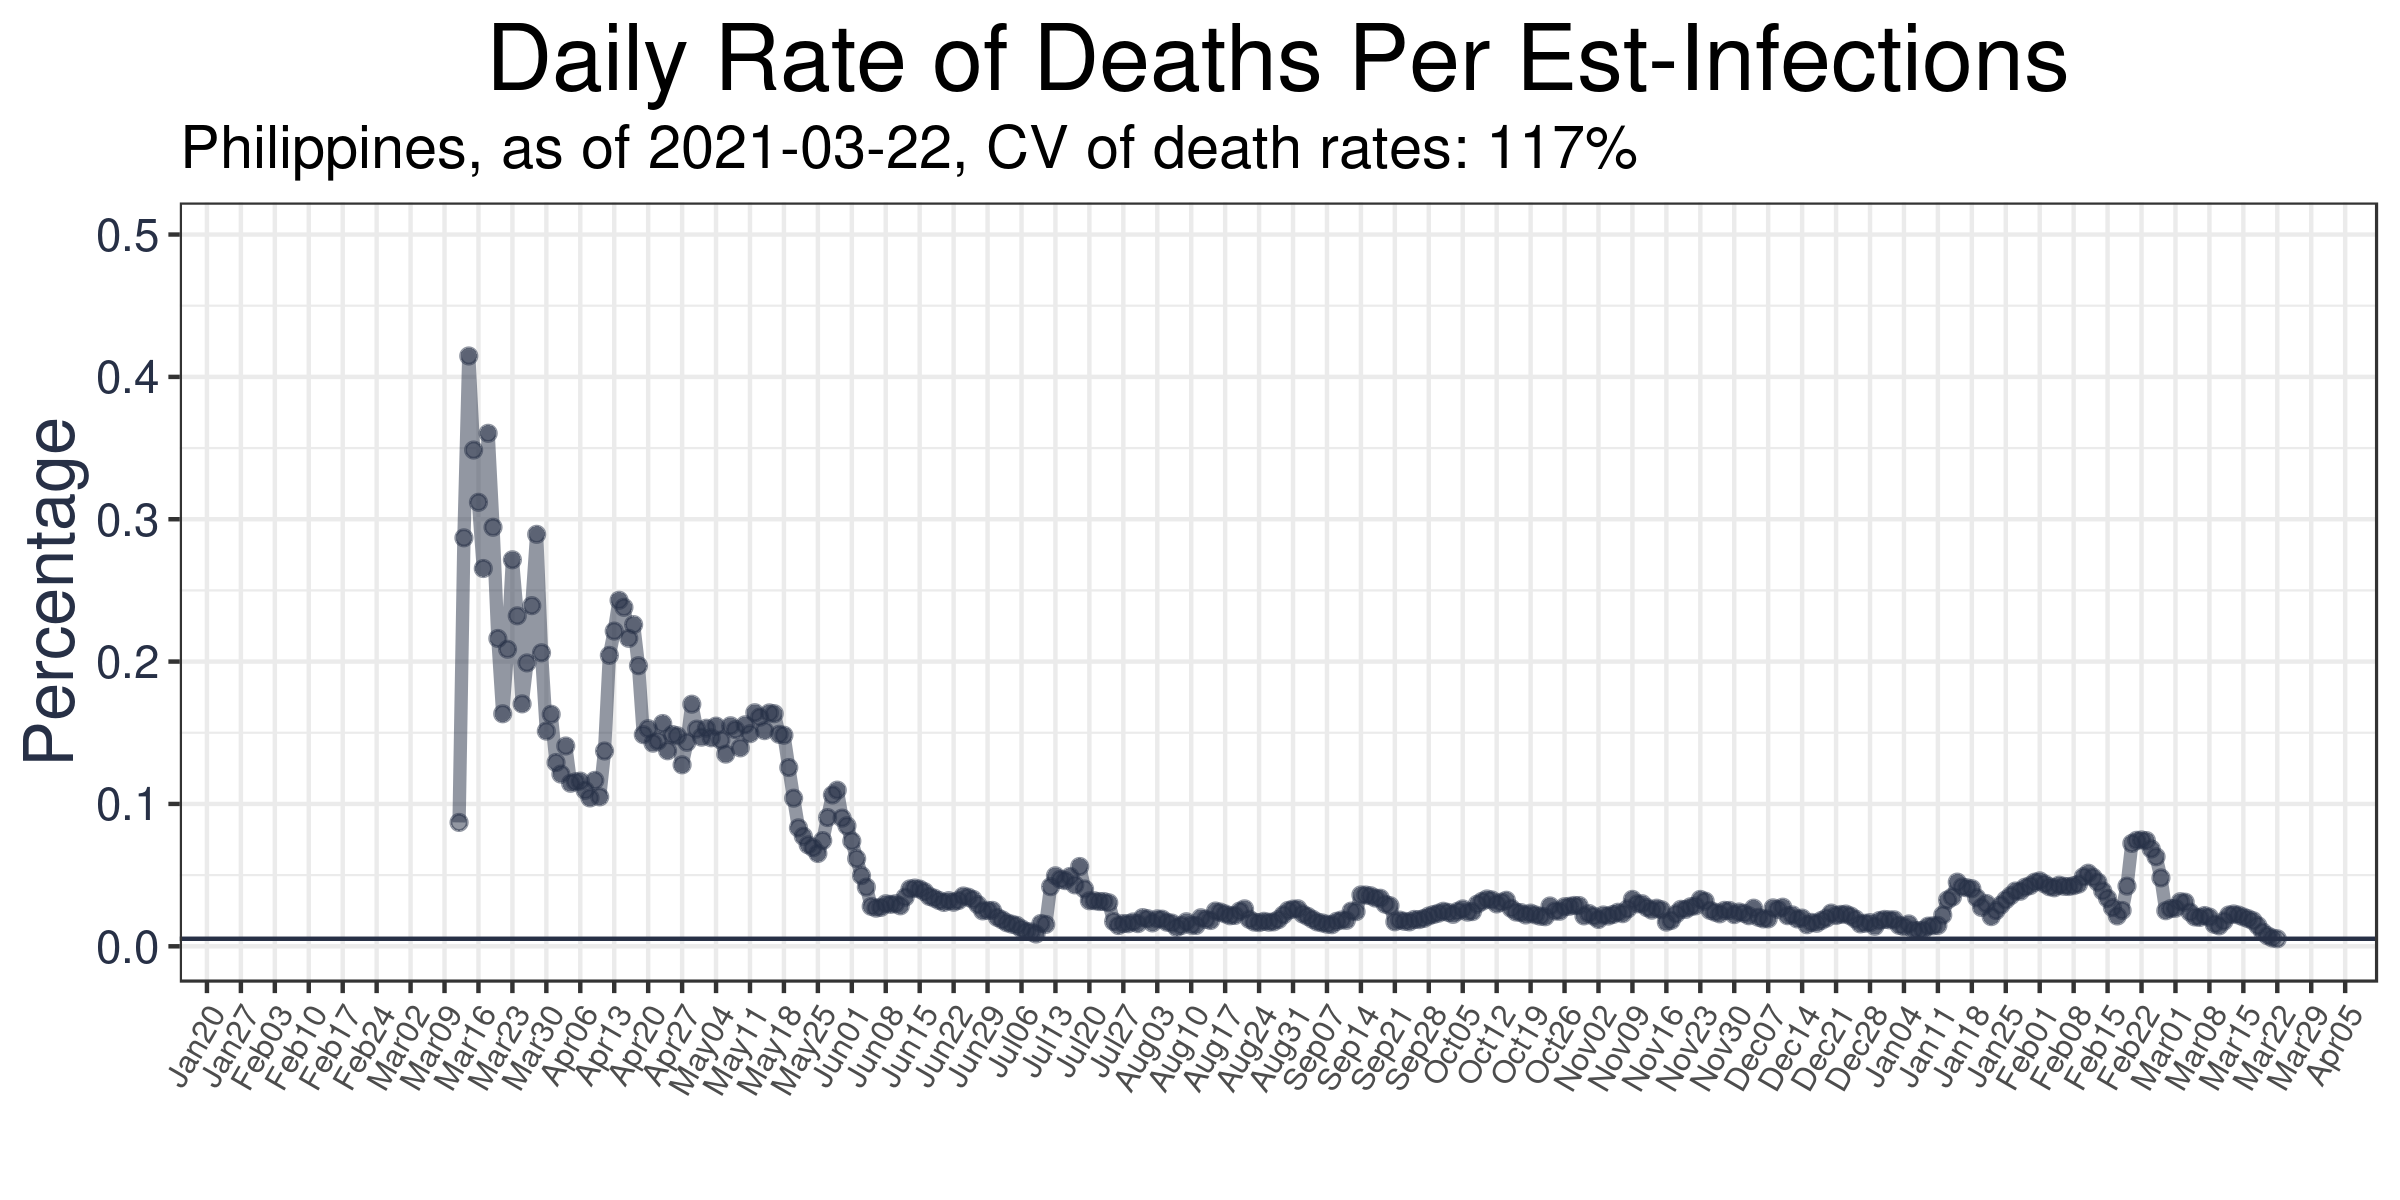 Daily Rate of Deaths Per Est-Infections
Philippines, as of 2021-03-22, CV of death rates: 117%
Percentage
0.5
0.4
0.3
0.2
0.1
0.0
Jan20
Jan27
Feb03
Feb10
Feb17
Feb24
Mar02
Mar09
Mar16
Mar23
Mar30
Apr06
Apr13
Apr20
Apr27
May04
May11
May18
May25
Jun01
Jun08
Jun15
Jun22
Jun29
Jul06
Jul13
Jul20
Jul27
Aug03
Aug10
Aug17
Aug24
Aug31
Sep07
Sep14
Sep21
Sep28
Oct05
Oct12
Oct19
Oct26
Nov02
Nov09
Nov16
Nov23
Nov30
Dec07
Dec14
Dec21
Dec28
Jan04
Jan11
Jan18
Jan25
Feb01
Feb08
Feb15
Feb22
Mar01
Mar08
Mar15
Mar22
Mar29
Apr05